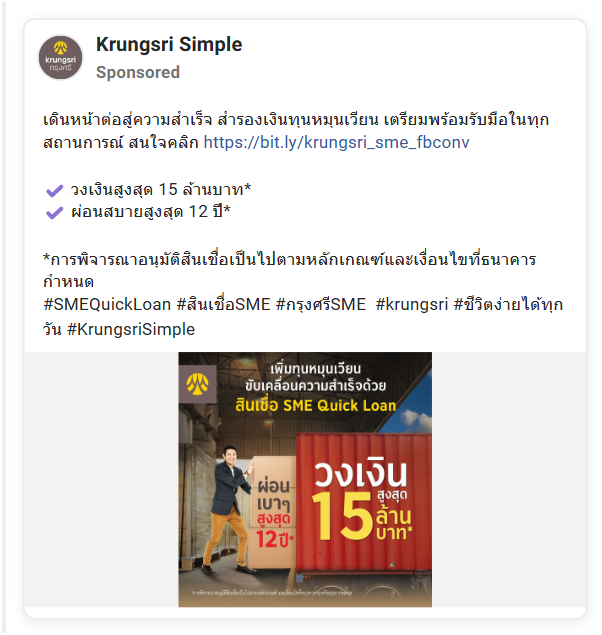 krungsri
กรุงศรี
Krungsri Simple
Sponsored
เดินหน้าต่อสู่ความสำเร็จ สำรองเงินทุนหมุนเวียน เตรียมพร้อมรับมือในทุก
สถานการณ์ สนใจคลิก https://bit.ly/krungsri_sme_fbconv
วงเงินสูงสุด 15 ล้านบาท*
ผ่อนสบายสูงสุด 12 ปี*
*การพิจารณาอนุมัติสินเชื่อเป็นไปตามหลักเกณฑ์และเงื่อนไขที่ธนาคาร
กำหนด
#SMEQuickLoan #สินเชื่อSME #กรุงศรีSME #krungsri #ชีวิตง่ายได้ทุก
วัน #KrungsriSimple
เพิ่มทุนหมุนเวียน
ขับเคลื่อนความสำเร็จด้วย
สินเชื่อ SME Quick Loan
ผ่อน
เบาๆ
สูงสุด
12 ปี*
วงเงิน
สูงสุด
15 ล้าน
บาท*